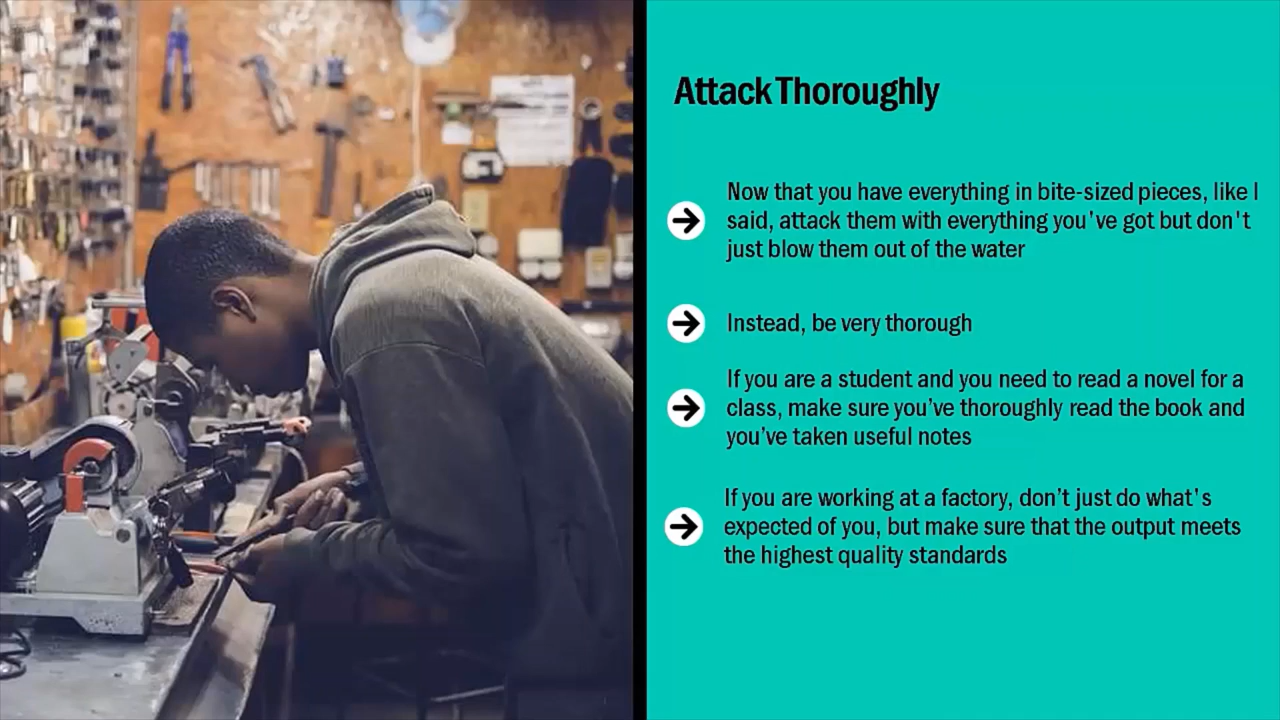 Attack Thoroughly
Now that you have everything in bite-sized pieces, like I
said, attack them with everything you've got but don't
just blow them out of the water
Instead, be very thorough
If you are a student and you need to read a novel for a
class, make sure you’ve thoroughly read the book and
you’ve taken useful notes
If you are working at a factory, don’t just do what's
expected of you, but make sure that the output meets
the highest quality standards